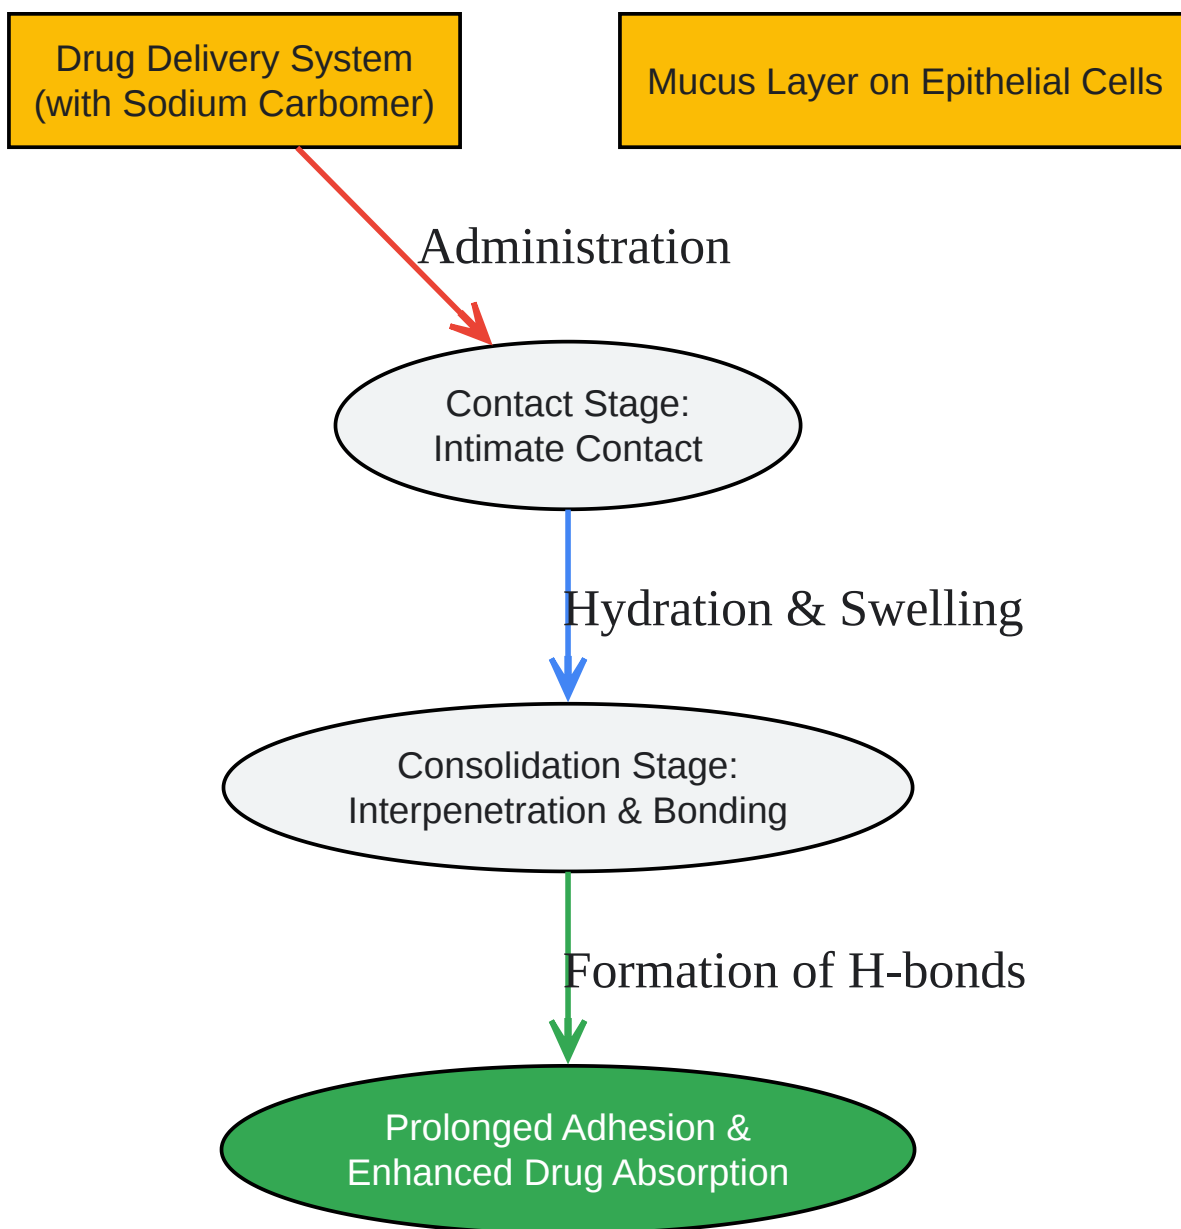 Drug Delivery System
(with Sodium Carbomer)
Mucus Layer on Epithelial Cells
Administration
Contact Stage:
Intimate Contact
Hydration & Swelling
Consolidation Stage:
Interpenetration & Bonding
Formation of H-bonds
Prolonged Adhesion &
Enhanced Drug Absorption